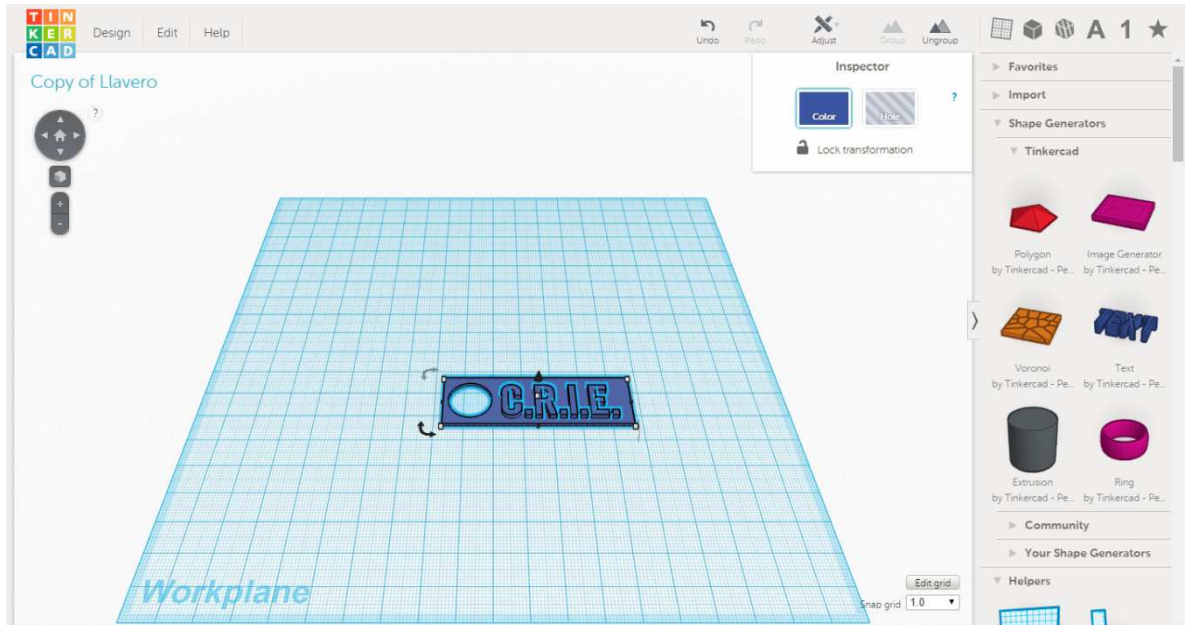 TIN
KER
CAD
Design Edit Help
Undo Redo Adjust Group Ungroup
A 1
Copy of Llavero
?
Inspector
Color Hole
?
Lock transformation
+
-
C.R.I.E.
Workplane
Edit grid
Snap grid 1.0
Favorites
Import
Shape Generators
Tinkercad
Polygon Image Generator
by Tinkercad - Pe... by Tinkercad - Pe...
Voronoi Text
by Tinkercad - Pe... by Tinkercad - Pe...
TEXT
Extrusion Ring
by Tinkercad - Pe... by Tinkercad - Pe...
Community
Your Shape Generators
Helpers